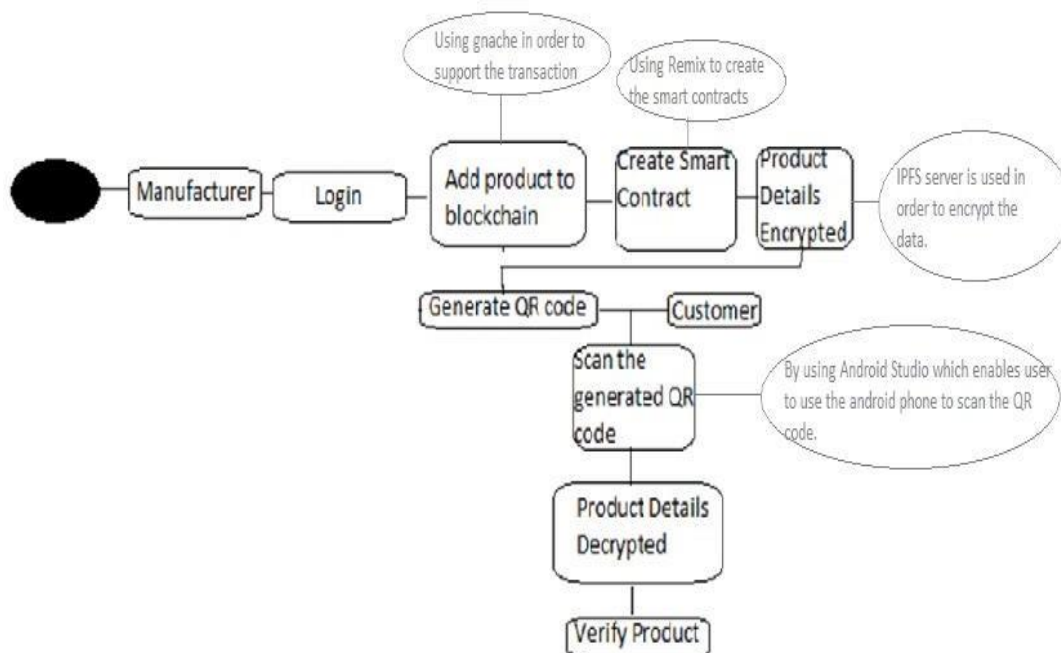 Using gnache in order to
support the transaction
Using Remix to create
the smart contracts
Manufacturer
Login
Add product to
blockchain
Create Smart
Contract
Product
Details
Encrypted
IPFS server is used in
order to encrypt the
data.
Generate QR code
Customer
Scan the
generated QR
code
By using Android Studio which enables user
to use the android phone to scan the QR
code.
Product Details
Decrypted
Verify Product